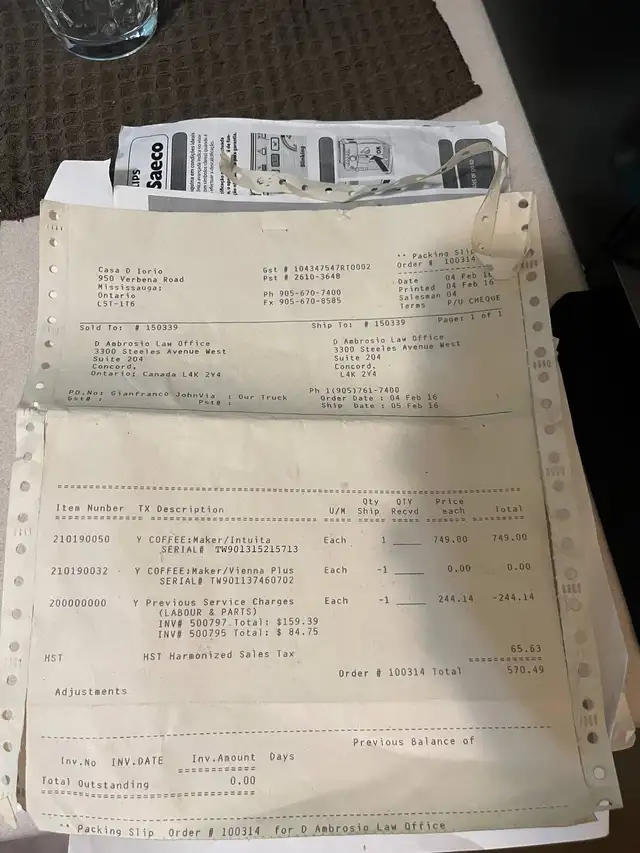 LIPS
Saeco
Blinking
OK
** Packing Slip
Order # 100314
Casa D Iorio
950 Verbena Road
Mississauga;
Ontario
L5T-1T6
Gst # 104347547RT0002
Pst # 2610-3648
Ph 905-670-7400
Fx 905-670-8585
Date 04 Feb 16
Printed 04 Feb 16
Salesman 04
Terms P/U CHEQUE
Page: 1 of 1
Sold To: # 150339 Ship To: # 150339
D Ambrosio Law Office
3300 Steeles Avenue West
Suite 204
Concord,
Ontario; Canada L4K 2Y4
D Ambrosio Law Office
3300 Steeles Avenue West
Suite 204
Concord,
L4K 2Y4
Ph 1(905)761-7400
PO.No: Gianfranco JohnVia : Our Truck Order Date : 04 Feb 16
Gst# : Pst# : Ship Date : 05 Feb 16
Item Number TX Description U/M Qty Ship QTY Recvd Price each Total
210190050 Y COFFEE:Maker/Intuita Each 1 ____ 749.00 749.00
SERIAL# TW901315215713
210190032 Y COFFEE:Maker/Vienna Plus Each -1 ____ 0.00 0.00
SERIAL# TW901137460702
200000000 Y Previous Service Charges Each -1 ____ 244.14 -244.14
(LABOUR & PARTS)
INV# 500797 Total: $159.39
INV# 500795 Total: $ 84.75
HST HST Harmonized Sales Tax 65.63
Order # 100314 Total 570.49
Adjustments
Previous Balance of
Inv.No INV.DATE Inv.Amount Days
Total Outstanding 0.00
** Packing Slip Order # 100314 for D Ambrosio Law Office